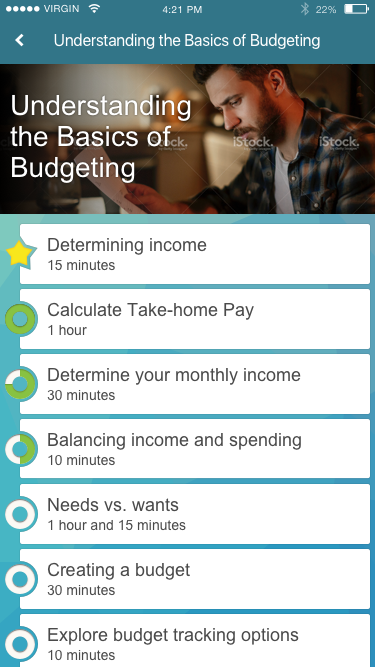 VIRGIN 4:21 PM 22%
Understanding the Basics of Budgeting
Understanding
the Basics of
Budgeting
iStock.
iStock.
Determining income
15 minutes
Calculate Take-home Pay
1 hour
Determine your monthly income
30 minutes
Balancing income and spending
10 minutes
Needs vs. wants
1 hour and 15 minutes
Creating a budget
30 minutes
Explore budget tracking options
10 minutes